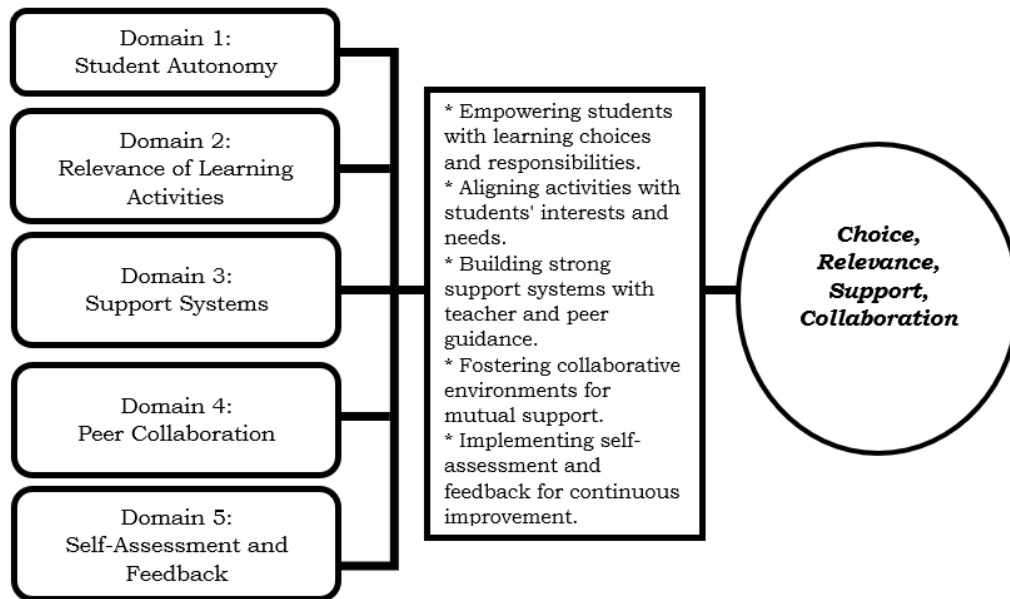 Domain 1:
Student Autonomy
Domain 2:
Relevance of Learning
Activities
Domain 3:
Support Systems
Domain 4:
Peer Collaboration
Domain 5:
Self-Assessment and
Feedback
* Empowering students
with learning choices
and responsibilities.
* Aligning activities with
students' interests and
needs.
* Building strong
support systems with
teacher and peer
guidance.
* Fostering collaborative
environments for
mutual support.
* Implementing self-
assessment and
feedback for continuous
improvement.
Choice,
Relevance,
Support,
Collaboration